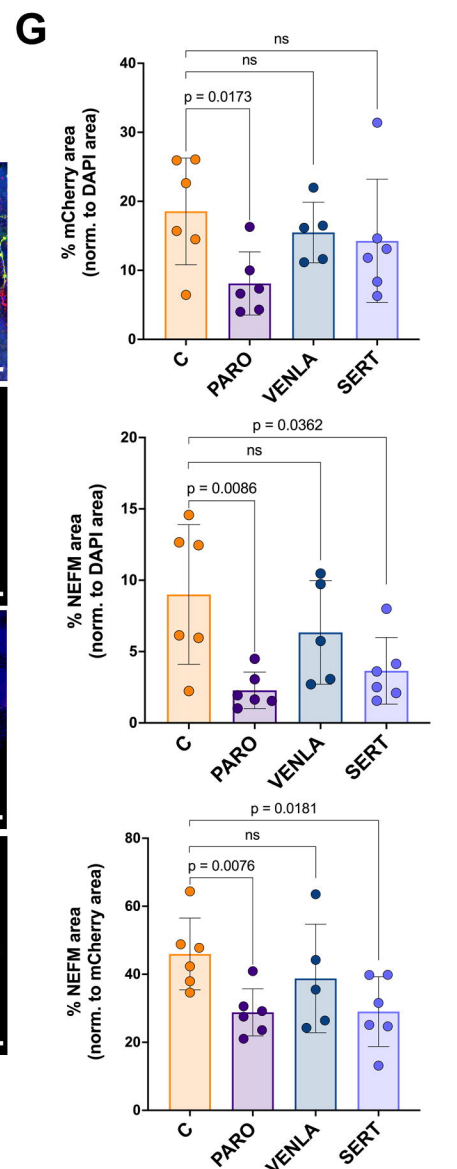 G
ns
ns
p = 0.0173
% mCherry area
(norm. to DAPI area)
40
30
20
10
0
C
PARO
VENLA
SERT
p = 0.0362
ns
p = 0.0086
% NEFM area
(norm. to DAPI area)
20
15
10
5
0
C
PARO
VENLA
SERT
p = 0.0181
ns
p = 0.0076
% NEFM area
(norm. to mCherry area)
80
60
40
20
0
C
PARO
VENLA
SERT